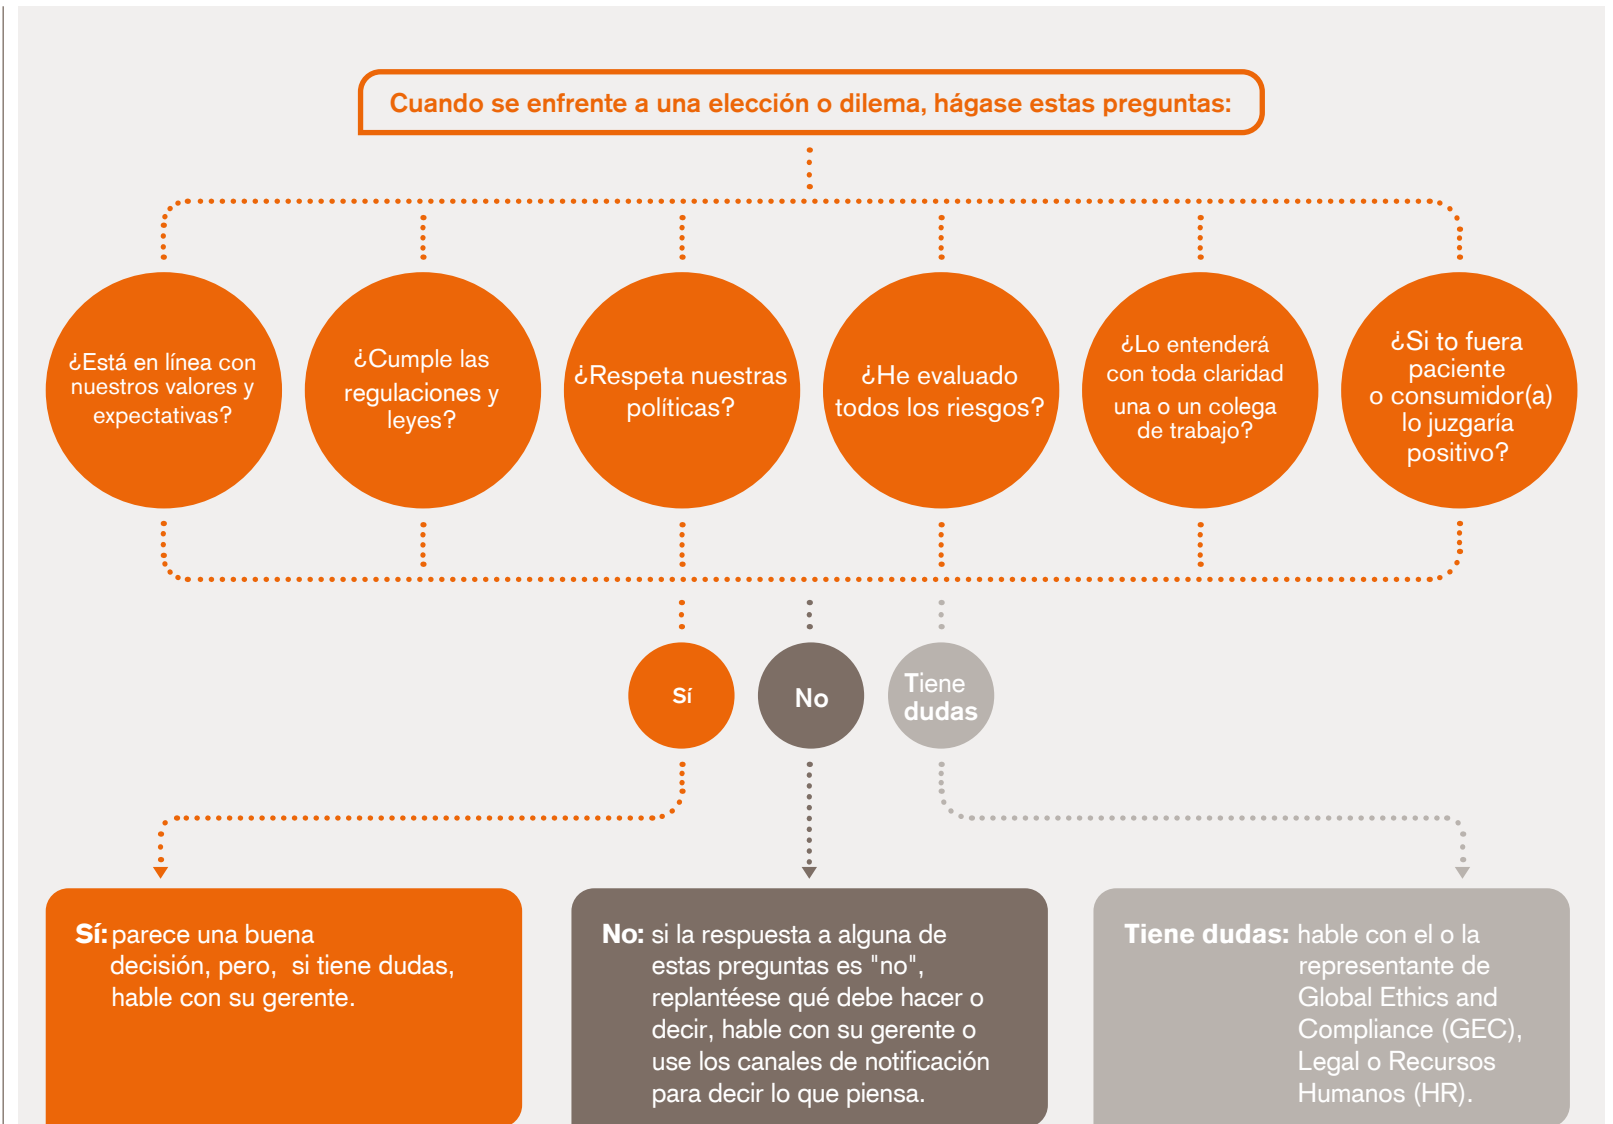 Cuando se enfrente a una elección o dilema, hágase estas preguntas:
¿Está en línea con
nuestros valores y
expectativas?
¿Cumple las
regulaciones y
leyes?
¿Respeta nuestras
políticas?
¿He evaluado
todos los riesgos?
¿Lo entenderá
con toda claridad
una o un colega
de trabajo?
¿Si to fuera
paciente
o consumidor(a)
lo juzgaría
positivo?
Sí
No
Tiene
dudas
Sí: parece una buena
decisión, pero, si tiene dudas,
hable con su gerente.
No: si la respuesta a alguna de
estas preguntas es "no",
replantéese qué debe hacer o
decir, hable con su gerente o
use los canales de notificación
para decir lo que piensa.
Tiene dudas: hable con el o la
representante de
Global Ethics and
Compliance (GEC),
Legal o Recursos
Humanos (HR).